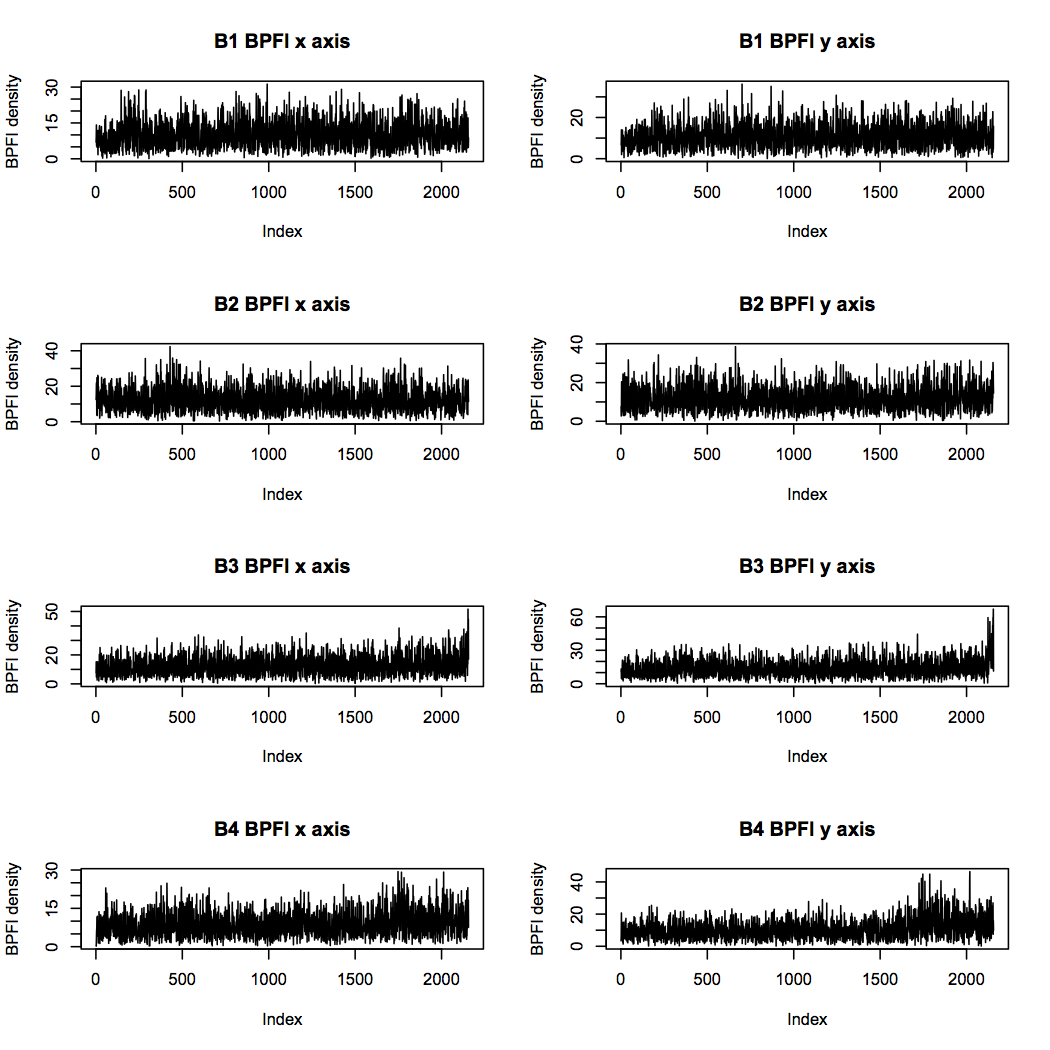 B1 BPFI x axis
BPFI density
0 15 30
0 500 1000 1500 2000
Index
B1 BPFI y axis
BPFI density
0 20
0 500 1000 1500 2000
Index
B2 BPFI x axis
BPFI density
0 20 40
0 500 1000 1500 2000
Index
B2 BPFI y axis
BPFI density
0 20 40
0 500 1000 1500 2000
Index
B3 BPFI x axis
BPFI density
0 20 50
0 500 1000 1500 2000
Index
B3 BPFI y axis
BPFI density
0 30 60
0 500 1000 1500 2000
Index
B4 BPFI x axis
BPFI density
0 15 30
0 500 1000 1500 2000
Index
B4 BPFI y axis
BPFI density
0 20 40
0 500 1000 1500 2000
Index